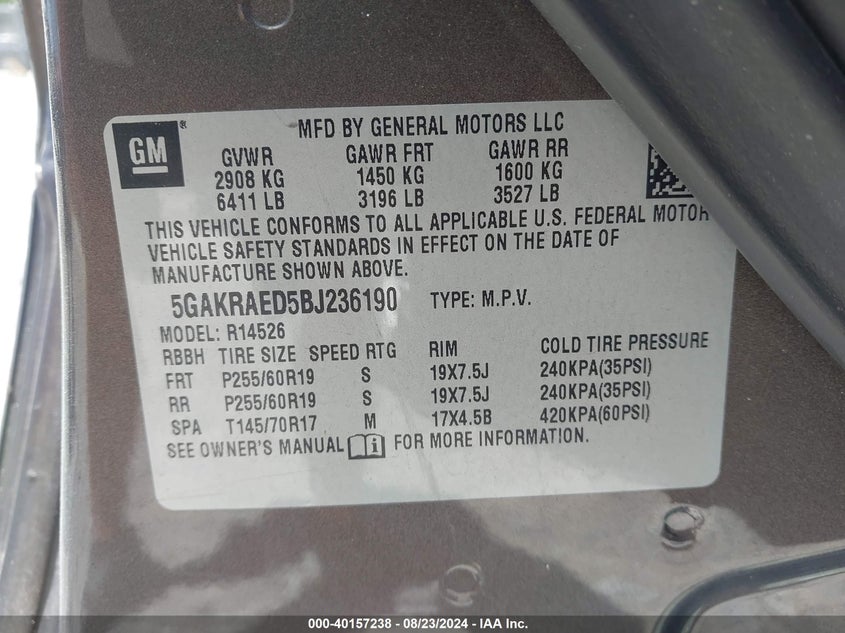 GM®
MFD BY GENERAL MOTORS LLC
GVWR GAWR FRT GAWR RR
2908 KG 1450 KG 1600 KG
6411 LB 3196 LB 3527 LB
THIS VEHICLE CONFORMS TO ALL APPLICABLE U.S. FEDERAL MOTOR
VEHICLE SAFETY STANDARDS IN EFFECT ON THE DATE OF
MANUFACTURE SHOWN ABOVE.
5GAKRAED5BJ236190 TYPE: M.P.V.
MODEL: R14526
RBBH TIRE SIZE SPEED RTG RIM COLD TIRE PRESSURE
FRT P255/60R19 S 19X7.5J 240KPA(35PSI)
RR P255/60R19 S 19X7.5J 240KPA(35PSI)
SPA T145/70R17 M 17X4.5B 420KPA(60PSI)
SEE OWNER'S MANUAL FOR MORE INFORMATION.
000-40157238 - 08/23/2024 - IAA Inc.